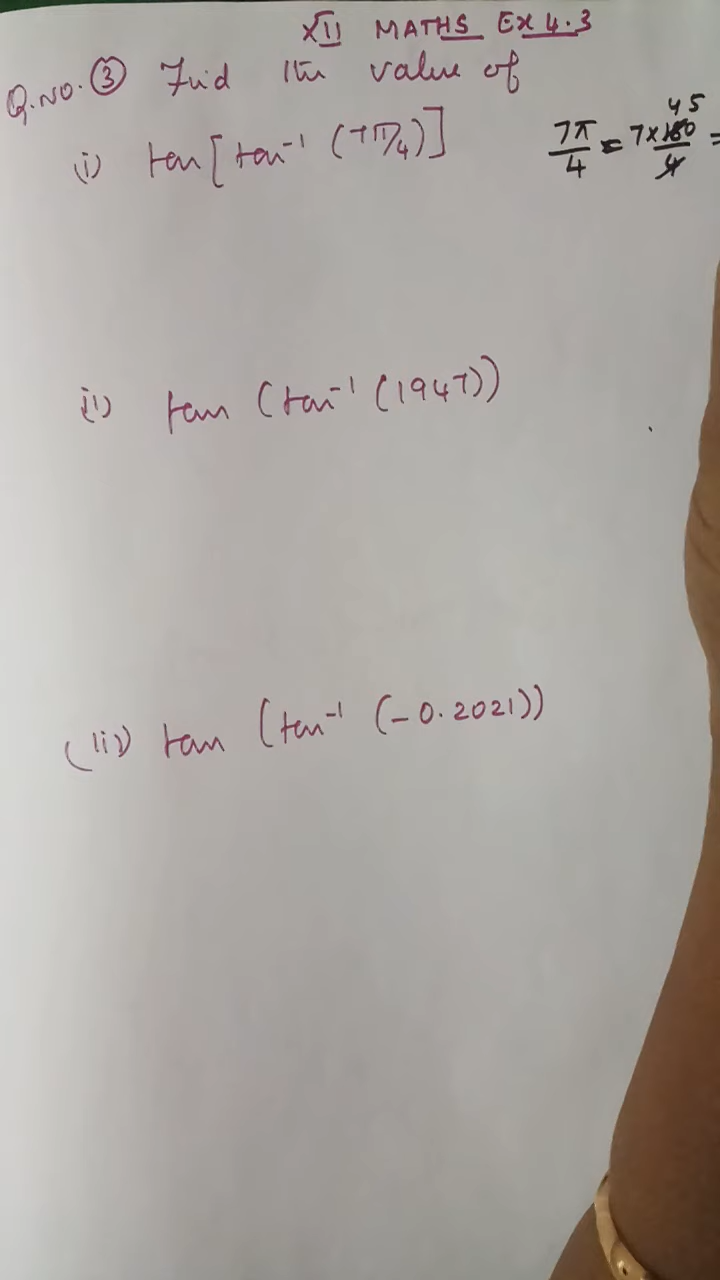 XII MATHS Ex 4.3
Q.NO. ③ Find the value of
(i) tan[tan⁻¹ (7π/4)]
7π/4 = 7×180/4 =
45
ii) tan (tan⁻¹ (1947))
(iii) tan (tan⁻¹ (-0.2021))